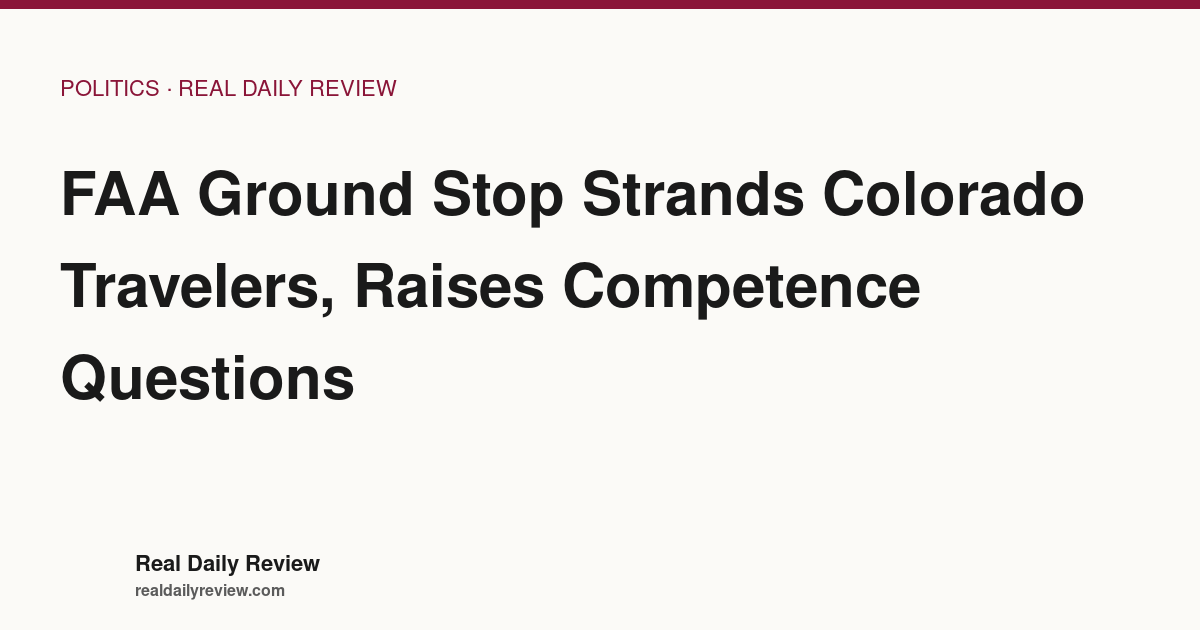 POLITICS · REAL DAILY REVIEW
FAA Ground Stop Strands Colorado
Travelers, Raises Competence
Questions
Real Daily Review
realdailyreview.com